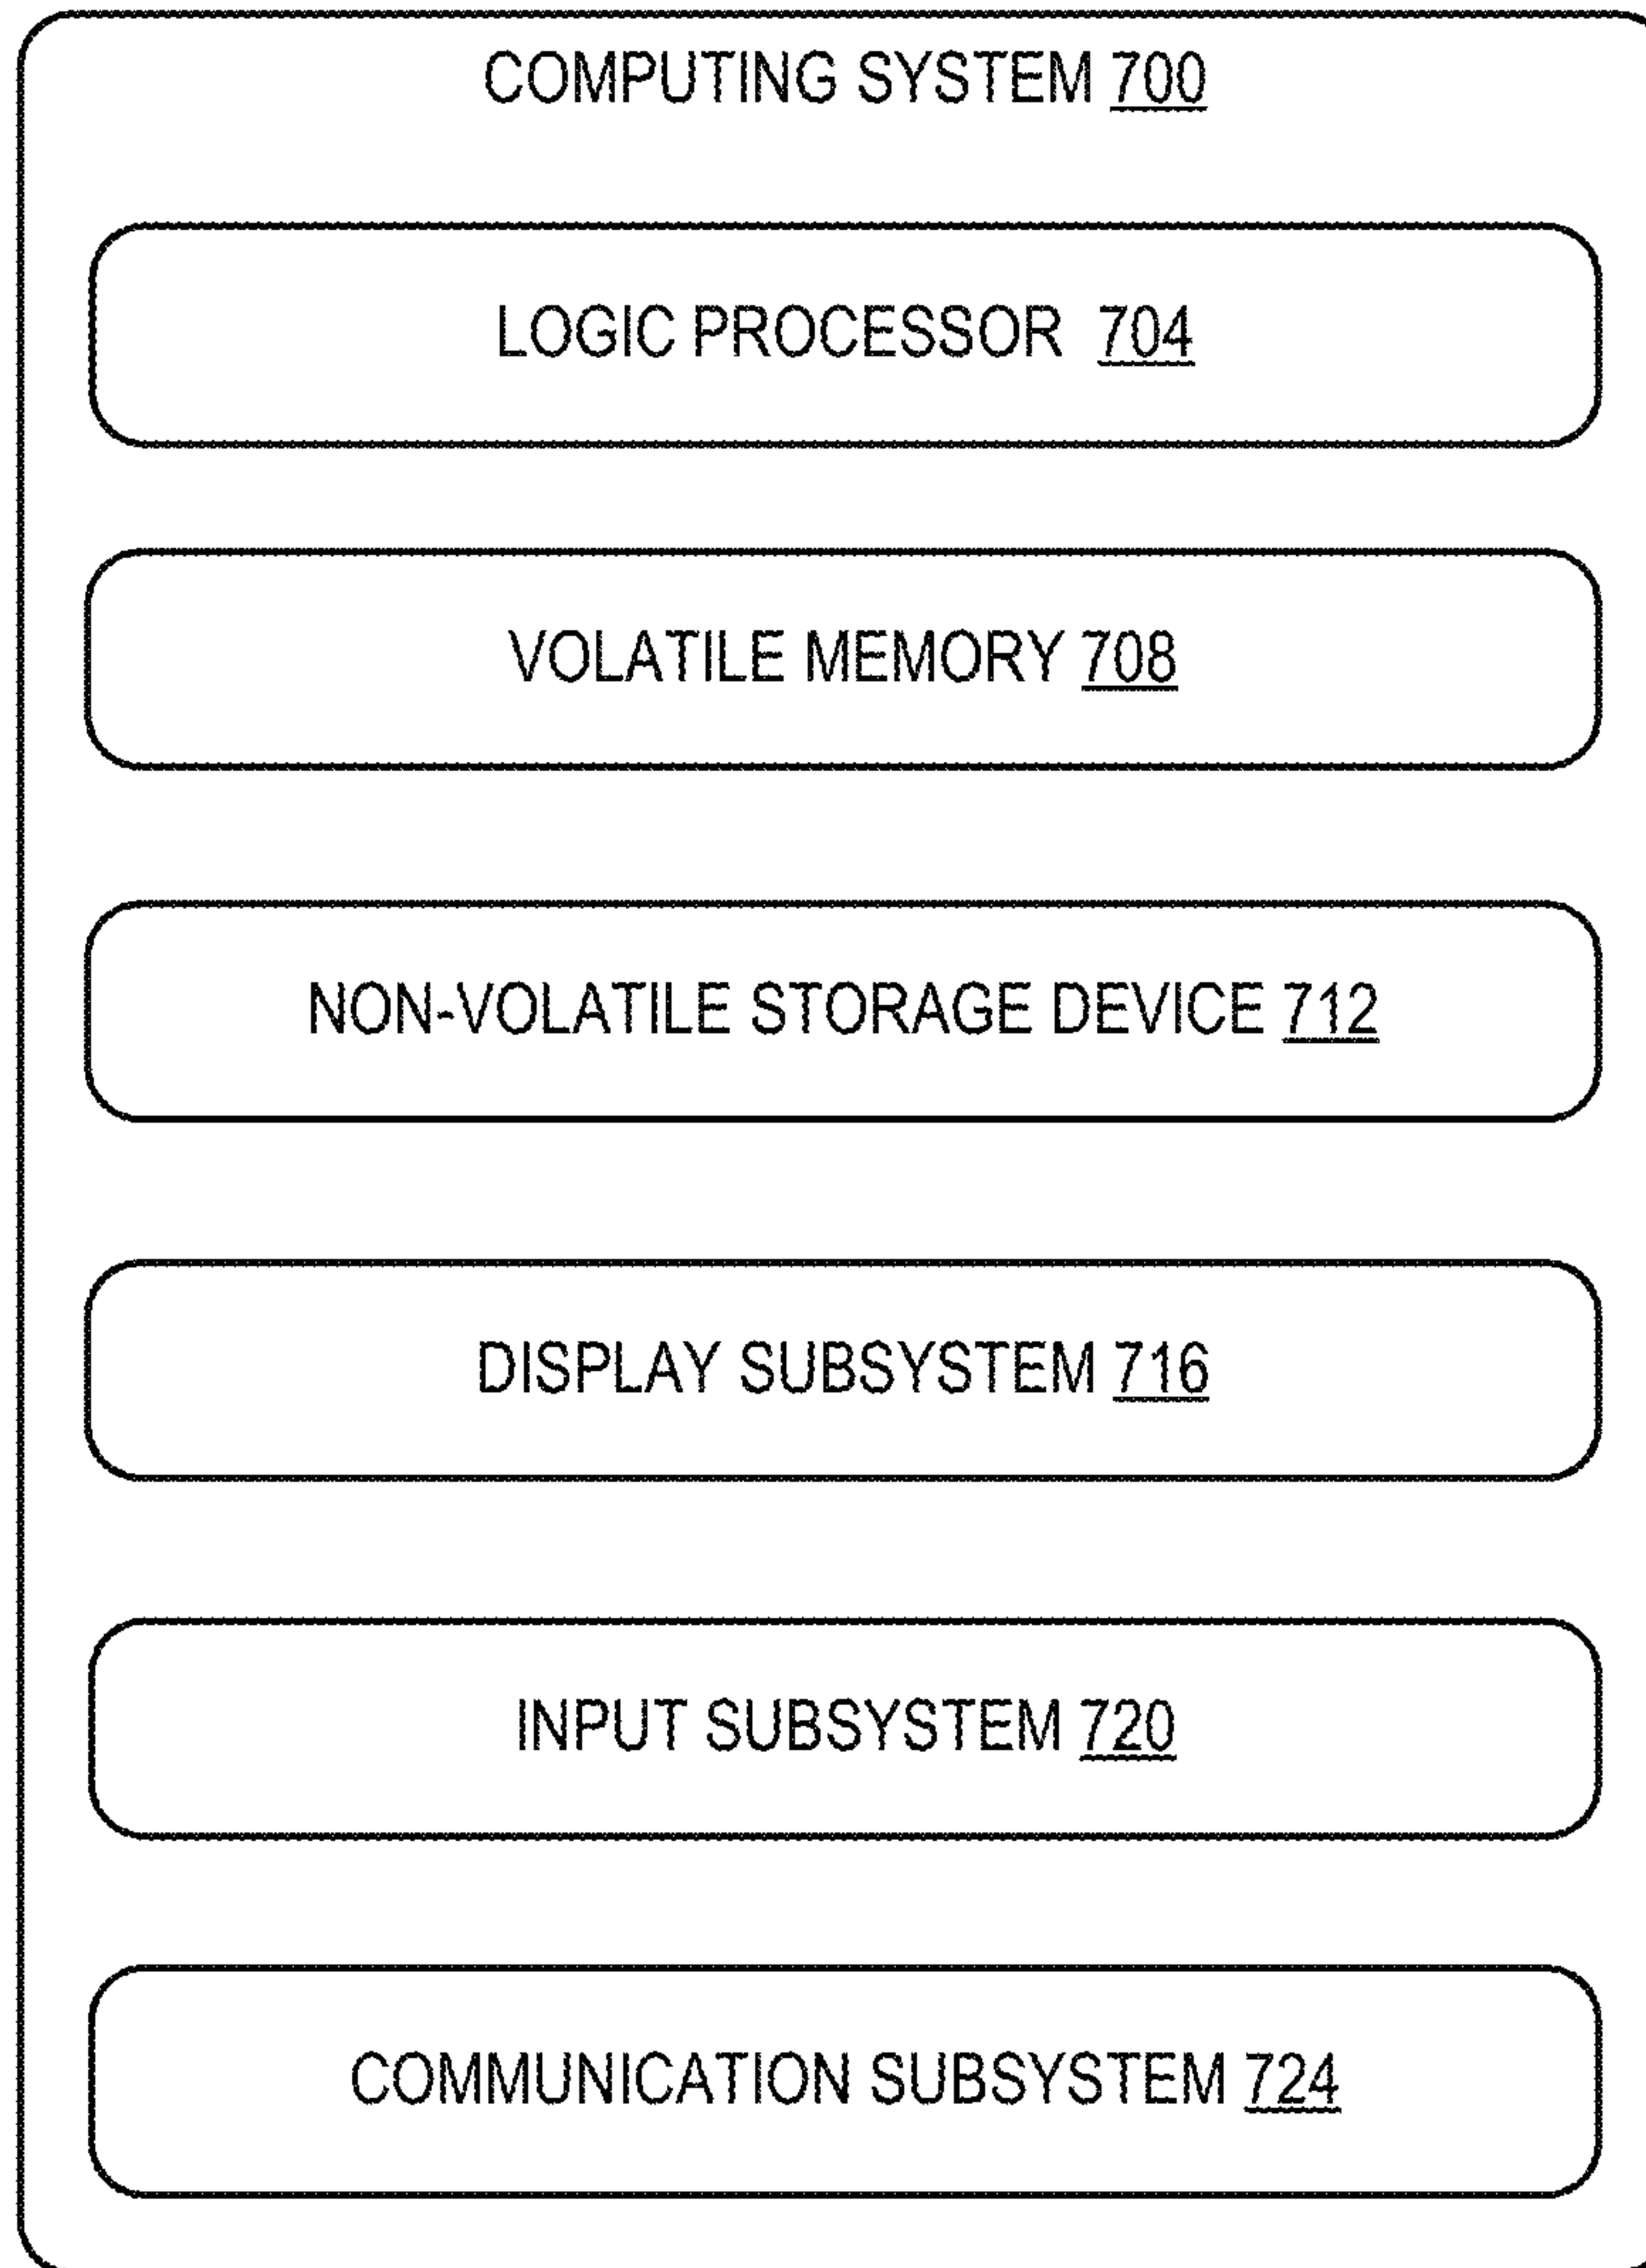 COMPUTING SYSTEM 700
LOGIC PROCESSOR 704
VOLATILE MEMORY 708
NON-VOLATILE STORAGE DEVICE 712
DISPLAY SUBSYSTEM 716
INPUT SUBSYSTEM 720
COMMUNICATION SUBSYSTEM 724